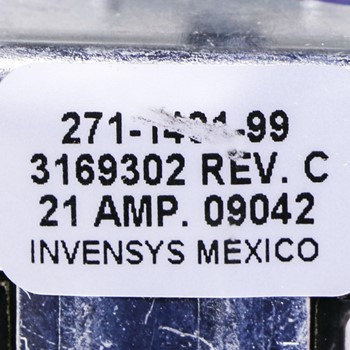 3169302 REV. C
21 AMP. 09042
INVENSYS MEXICO